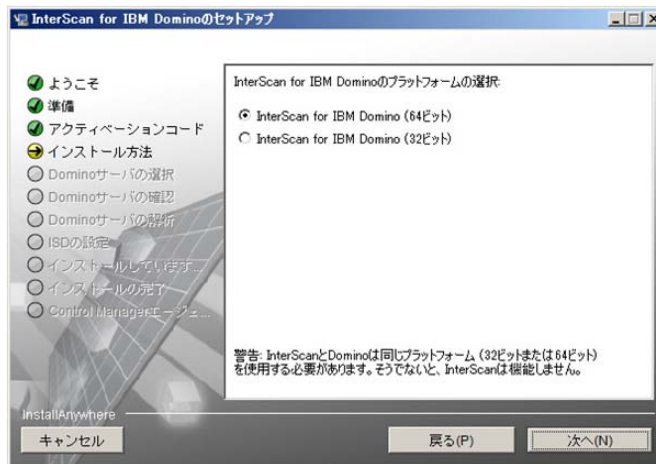 InterScan for IBM Dominoのセットアップ
ようこそ
準備
アクティベーションコード
インストール方法
Dominoサーバの選択
Dominoサーバの確認
Dominoサーバの解析
ISDの設定
インストールしています...
インストールの完了
Control Managerエージェ...
InterScan for IBM Dominoのプラットフォームの選択:
InterScan for IBM Domino (64ビット)
InterScan for IBM Domino (32ビット)
警告: InterScanとDominoは同じプラットフォーム (32ビットまたは64ビット)
を使用する必要があります。そうでないと、InterScanは機能しません。
InstallAnywhere
キャンセル
戻る(P)
次へ(N)